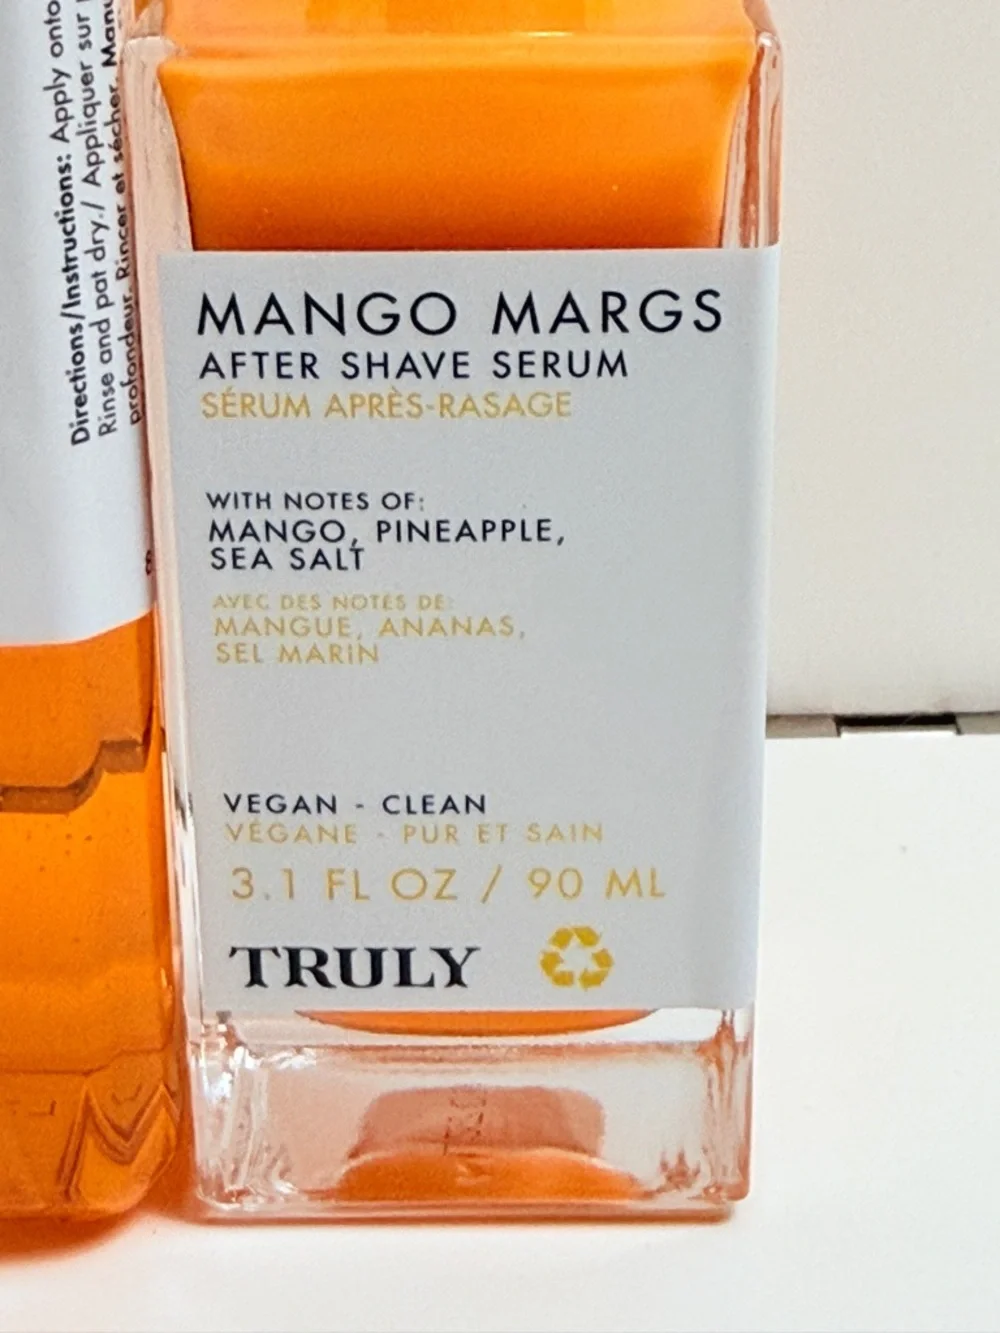 Directions/Instructions: Apply onto
Rinse and pat dry./ Appliquer sur
profondeur. Rincer et sécher. Manu
MANGO MARGS
AFTER SHAVE SERUM
SÉRUM APRÈS-RASAGE
WITH NOTES OF:
MANGO, PINEAPPLE,
SEA SALT
AVEC DES NOTES DE:
MANGUE, ANANAS,
SEL MARIN
VEGAN - CLEAN
VÉGANE - PUR ET SAIN
3.1 FL OZ / 90 ML
TRULY